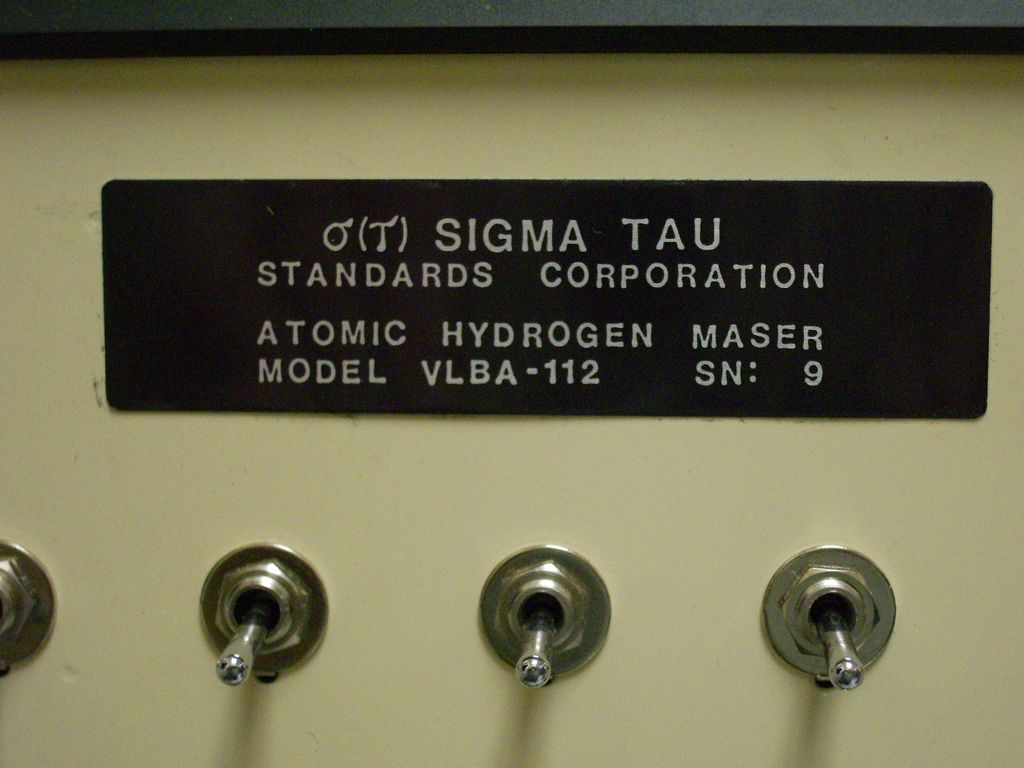 σ(τ) SIGMA TAU
STANDARDS CORPORATION
ATOMIC HYDROGEN MASER
MODEL VLBA-112 SN: 9